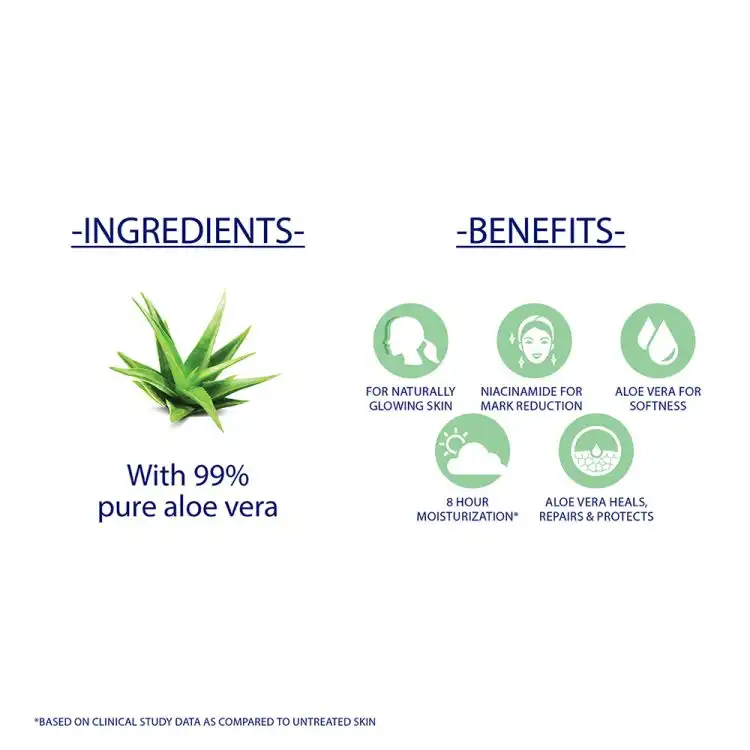 -INGREDIENTS-
With 99%
pure aloe vera
-BENEFITS-
FOR NATURALLY
GLOWING SKIN
NIACINAMIDE FOR
MARK REDUCTION
ALOE VERA FOR
SOFTNESS
8 HOUR
MOISTURIZATION*
ALOE VERA HEALS,
REPAIRS & PROTECTS
*BASED ON CLINICAL STUDY DATA AS COMPARED TO UNTREATED SKIN